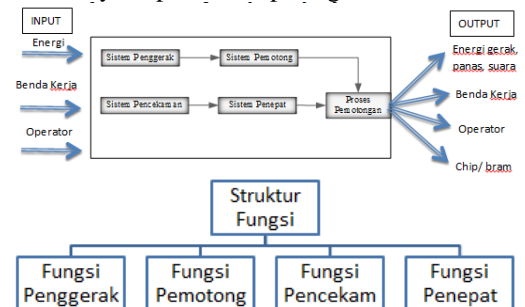 INPUT
OUTPUT
Energi
Sistem Penggerak
Sistem Pemotong
Energi gerak,
panas, suara
Benda Kerja
Sistem Pencekaman
Sistem Penepat
Proses
Pemotongan
Benda Kerja
Operator
Operator
Chip/ bram
Struktur
Fungsi
Fungsi
Penggerak
Fungsi
Pemotong
Fungsi
Pencekam
Fungsi
Penepat